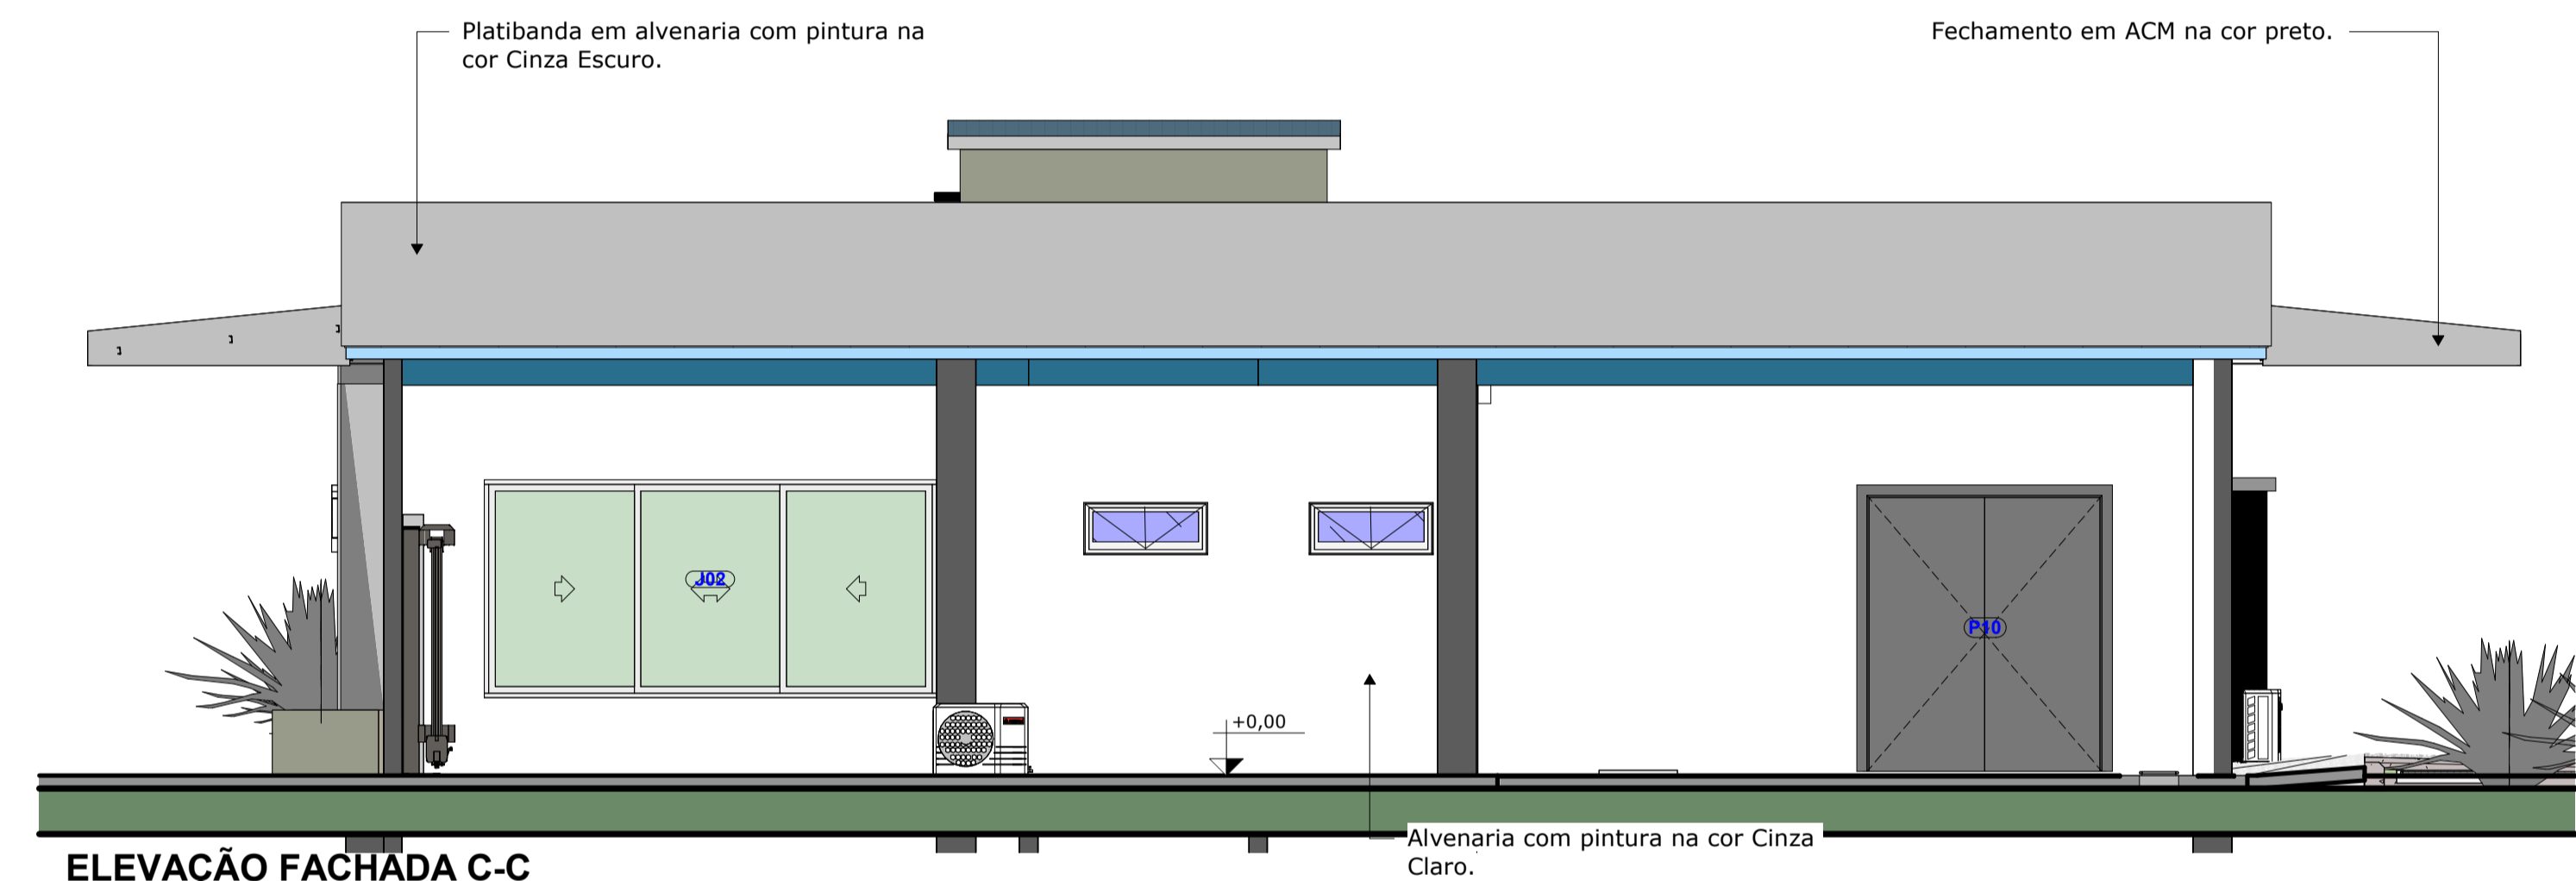 Platibanda em alvenaria com pintura na
cor Cinza Escuro.
Fechamento em ACM na cor preto.
J02
P10
+0,00
Alvenaria com pintura na cor Cinza
Claro.
ELEVACÃO FACHADA C-C